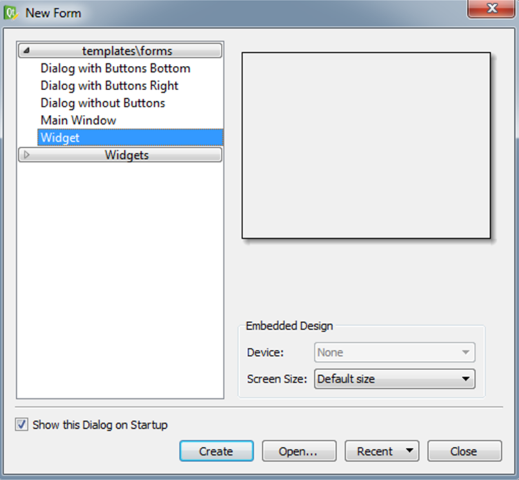 New Form
templates\forms
Dialog with Buttons Bottom
Dialog with Buttons Right
Dialog without Buttons
Main Window
Widget
Widgets
Embedded Design
Device: None
Screen Size: Default size
Show this Dialog on Startup
Create Open... Recent Close